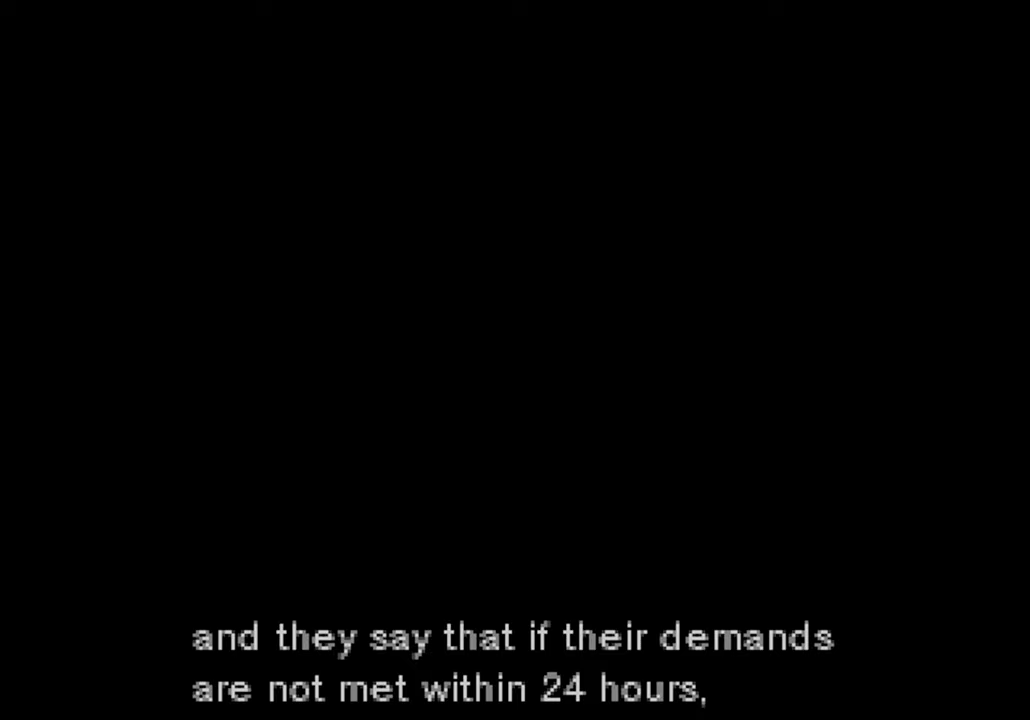 and they say that if their demands
are not met within 24 hours,